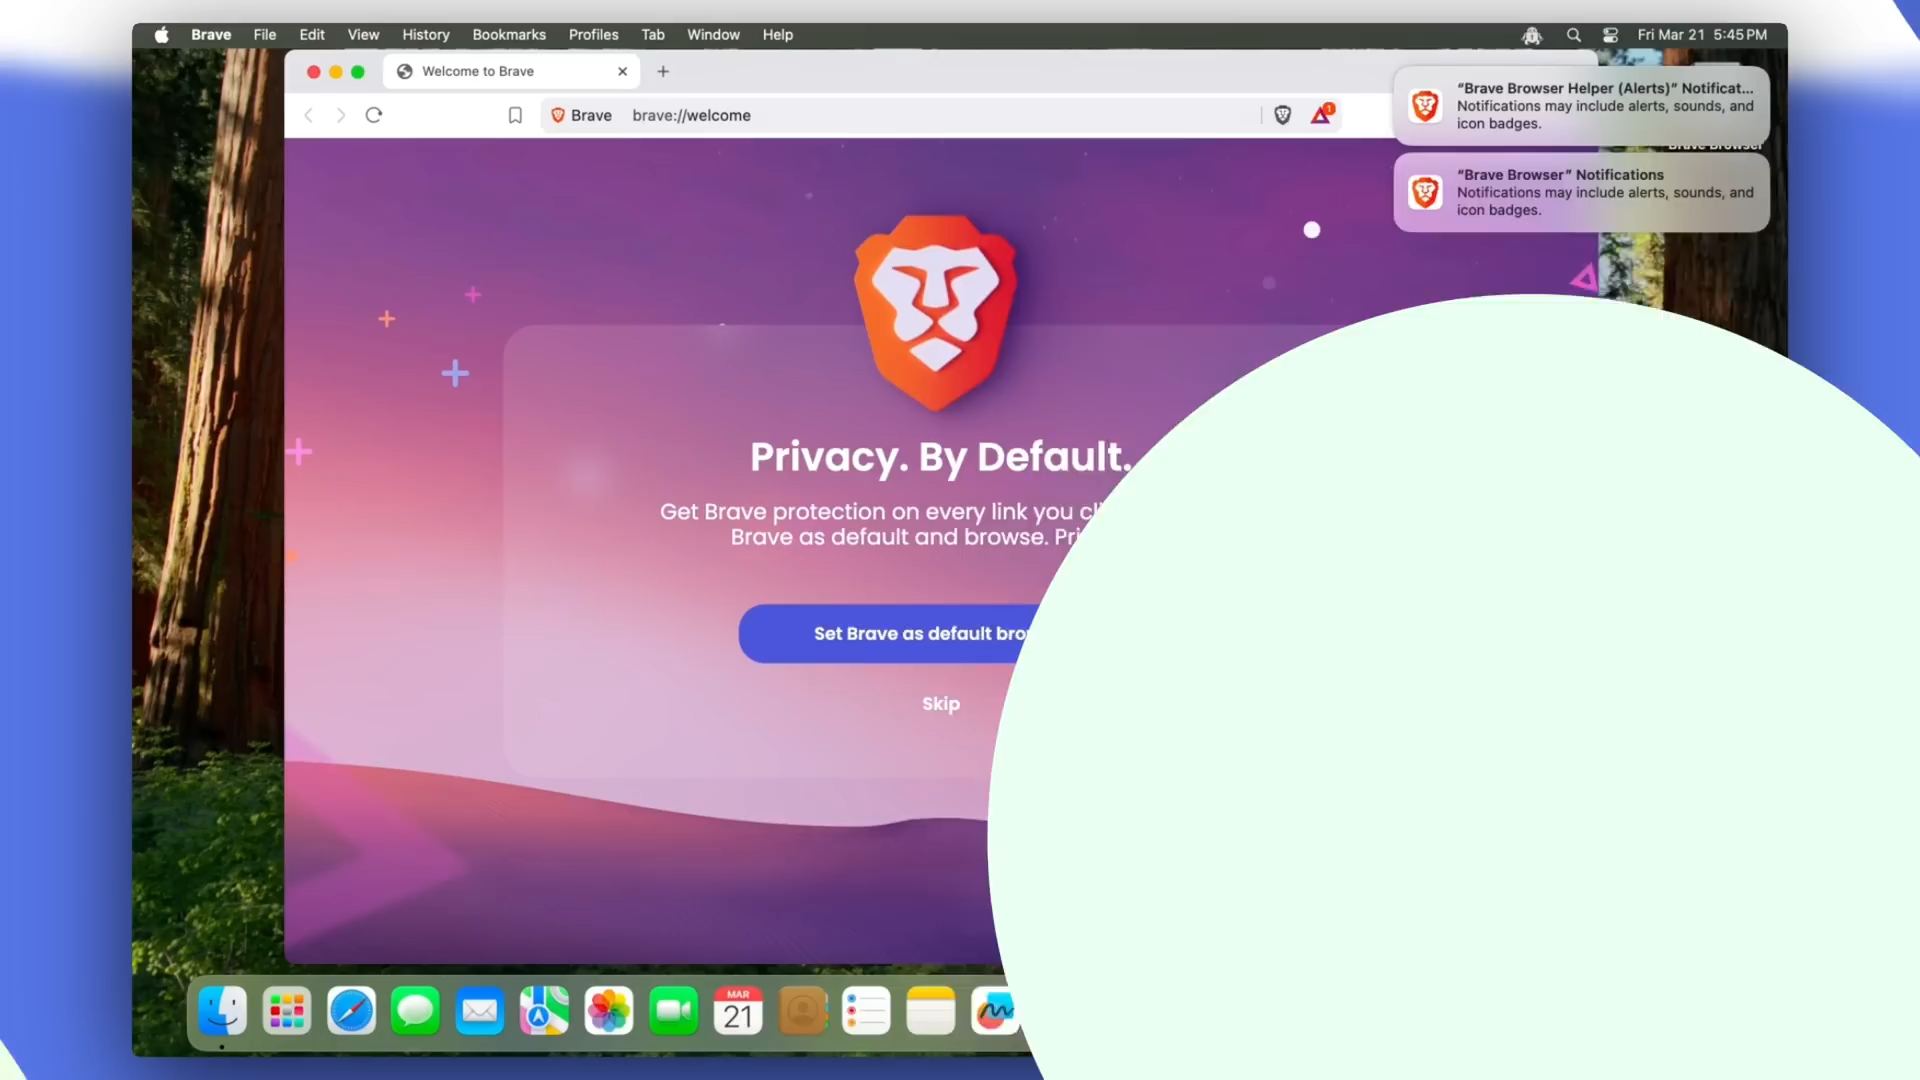 Brave File Edit View History Bookmarks Profiles Tab Window Help
Fri Mar 21 5:45 PM
Welcome to Brave
Brave brave://welcome
1
"Brave Browser Helper (Alerts)" Notificat...
Notifications may include alerts, sounds, and
icon badges.
Brave Browser
"Brave Browser" Notifications
Notifications may include alerts, sounds, and
icon badges.
Privacy. By Default.
Get Brave protection on every link you
Brave as default and browse.
Set Brave as default
Skip
MAR
21